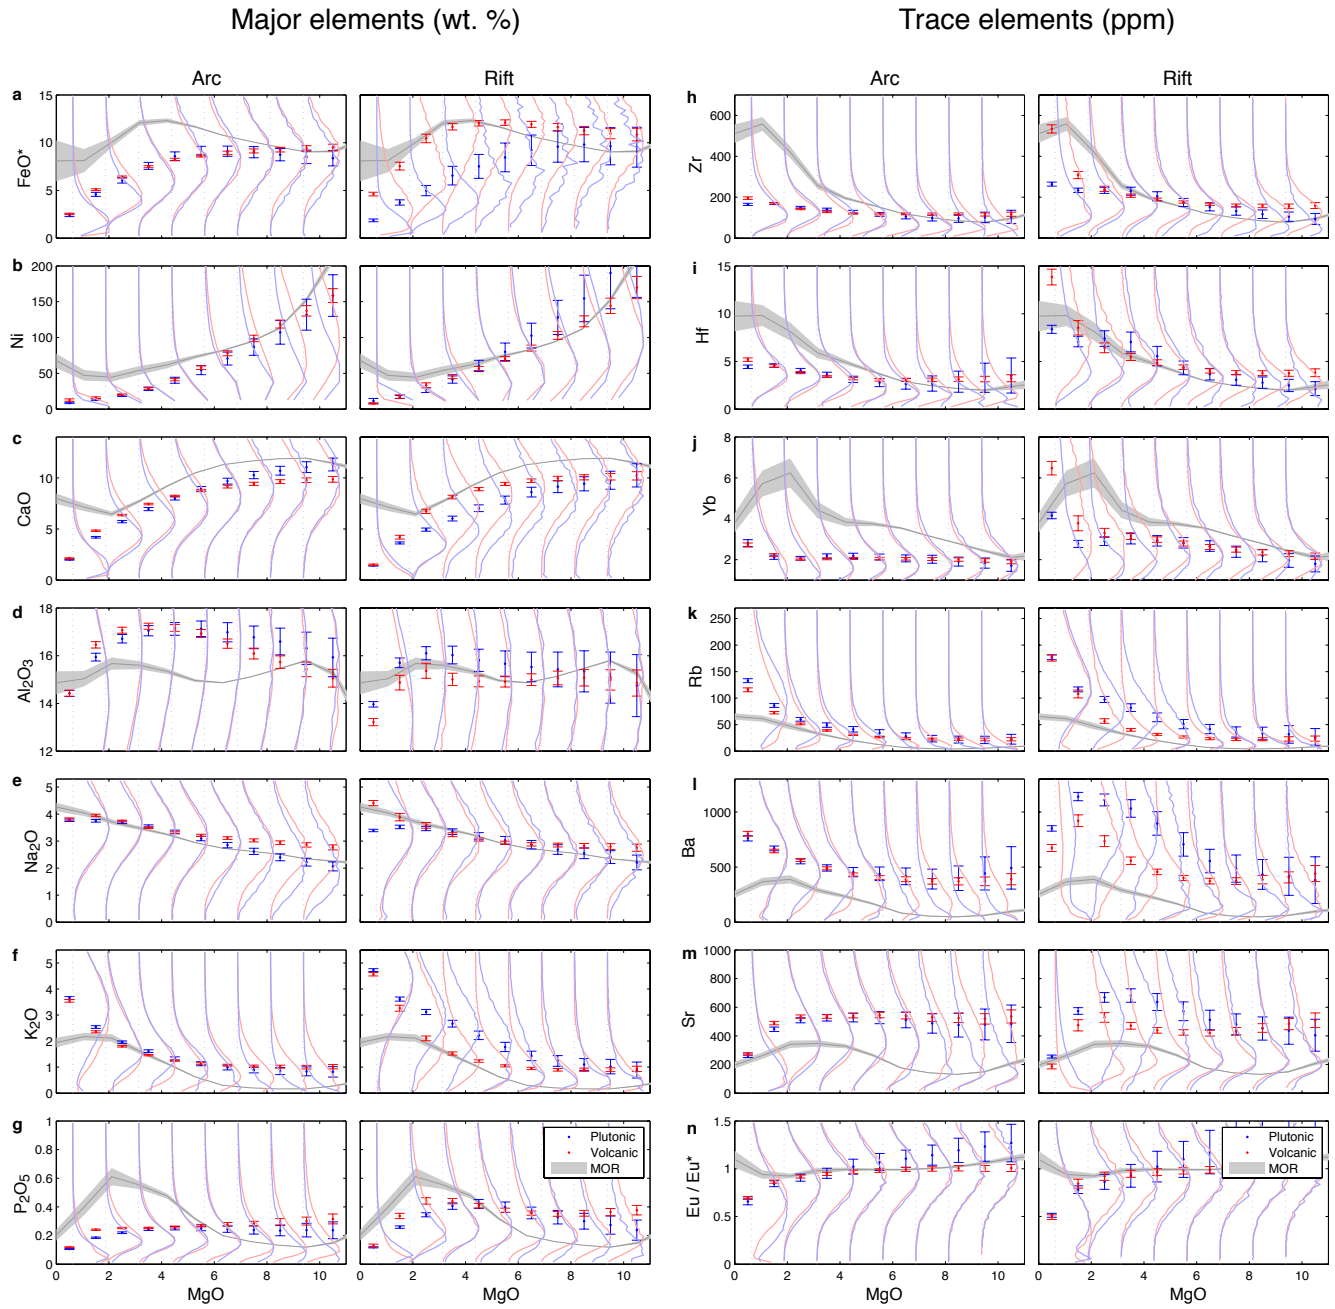 Major elements (wt. %)
Trace elements (ppm)
Arc
Rift
Arc
Rift
a
FeO*
15
10
5
0
b
Ni
200
150
100
50
0
c
CaO
10
5
0
d
Al₂O₃
18
16
14
12
e
Na₂O
5
4
3
2
1
0
f
K₂O
5
4
3
2
1
0
g
P₂O₅
1
0.8
0.6
0.4
0.2
0
Plutonic
Volcanic
MOR
0 2 4 6 8 10
0 2 4 6 8 10
MgO
h
Zr
600
400
200
0
i
Hf
15
10
5
0
j
Yb
8
6
4
2
k
Rb
250
200
150
100
50
0
l
Ba
1000
500
0
m
Sr
1000
800
600
400
200
0
n
Eu / Eu*
1.5
1
0.5
0
Plutonic
Volcanic
MOR
0 2 4 6 8 10
0 2 4 6 8 10
MgO